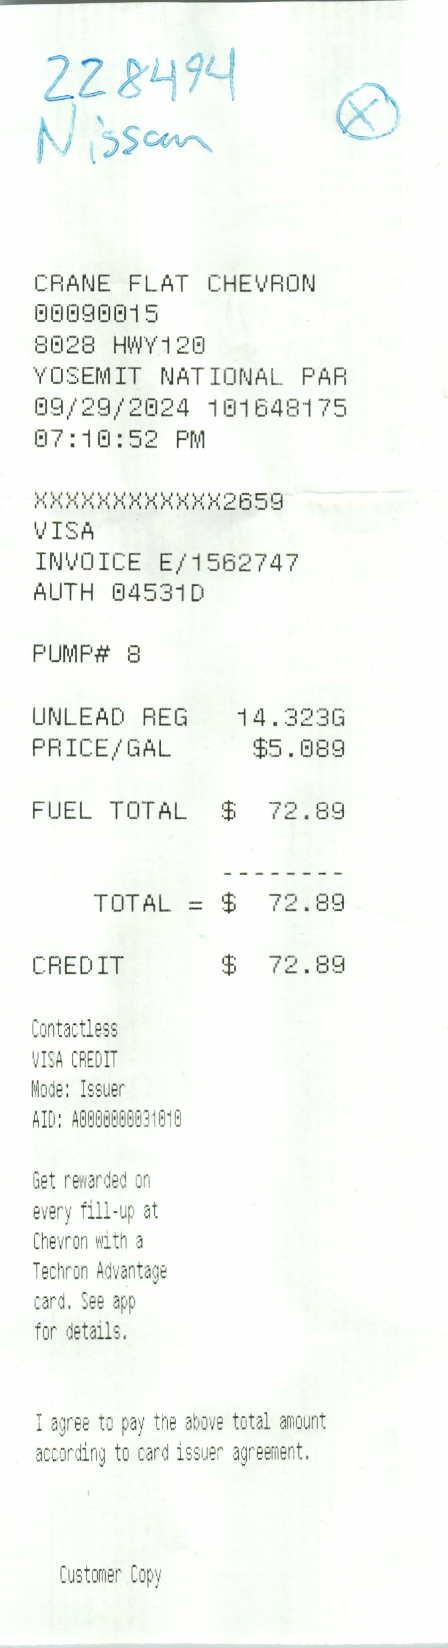 228494
Nissan
X
CRANE FLAT CHEVRON
00090015
8028 HWY120
YOSEMIT NATIONAL PAR
09/29/2024 101648175
07:10:52 PM
XXXXXXXXXXXX2659
VISA
INVOICE E/1562747
AUTH 04531D
PUMP# 8
UNLEAD REG 14.323G
PRICE/GAL $5.089
FUEL TOTAL $ 72.89
--------
TOTAL = $ 72.89
CREDIT $ 72.89
Contactless
VISA CREDIT
Mode: Issuer
AID: A0000000031010
Get rewarded on
every fill-up at
Chevron with a
Techron Advantage
card. See app
for details.
I agree to pay the above total amount
according to card issuer agreement.
Customer Copy